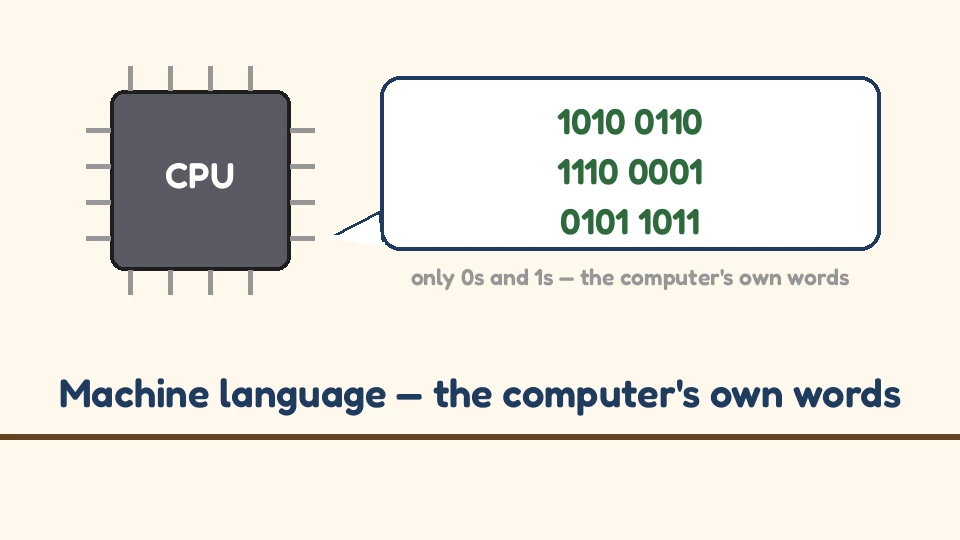 CPU
1010 0110
1110 0001
0101 1011
only 0s and 1s — the computer's own words
Machine language — the computer's own words